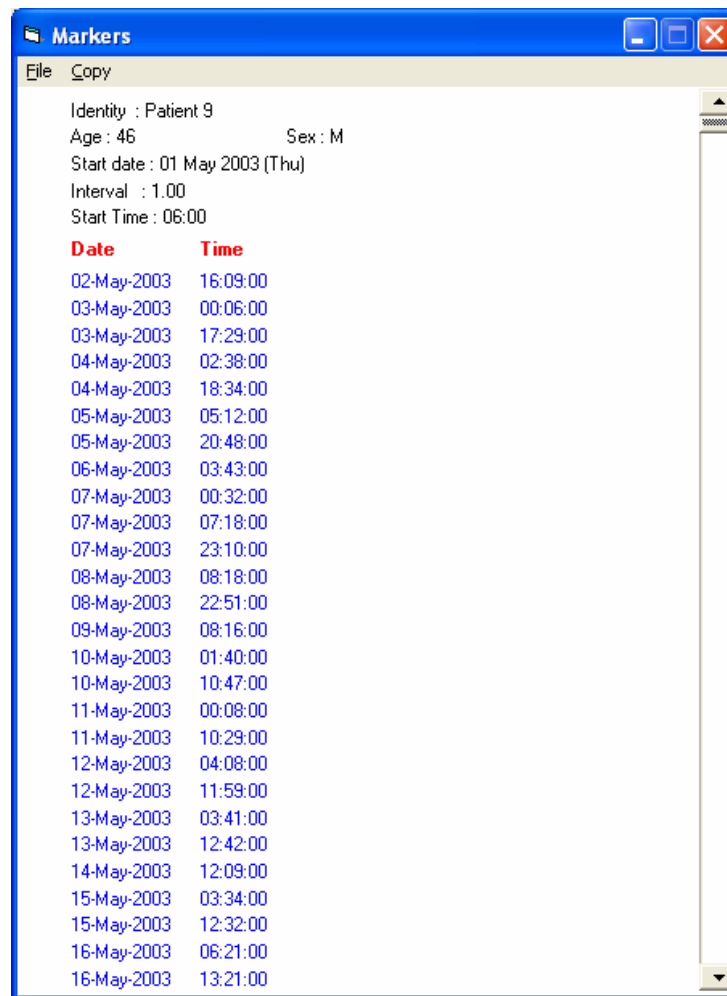 Markers
File Copy
Identity : Patient 9
Age : 46 Sex : M
Start date : 01 May 2003 (Thu)
Interval : 1.00
Start Time : 06:00
Date Time
02-May-2003 16:09:00
03-May-2003 00:06:00
03-May-2003 17:29:00
04-May-2003 02:38:00
04-May-2003 18:34:00
05-May-2003 05:12:00
05-May-2003 20:48:00
06-May-2003 03:43:00
07-May-2003 00:32:00
07-May-2003 07:18:00
07-May-2003 23:10:00
08-May-2003 08:18:00
08-May-2003 22:51:00
09-May-2003 08:16:00
10-May-2003 01:40:00
10-May-2003 10:47:00
11-May-2003 00:08:00
11-May-2003 10:29:00
12-May-2003 04:08:00
12-May-2003 11:59:00
13-May-2003 03:41:00
13-May-2003 12:42:00
14-May-2003 12:09:00
15-May-2003 03:34:00
15-May-2003 12:32:00
16-May-2003 06:21:00
16-May-2003 13:21:00